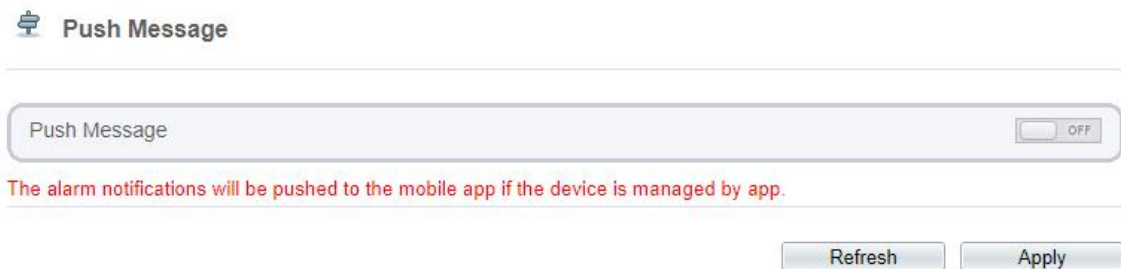 Push Message
Push Message OFF
The alarm notifications will be pushed to the mobile app if the device is managed by app.
Refresh Apply